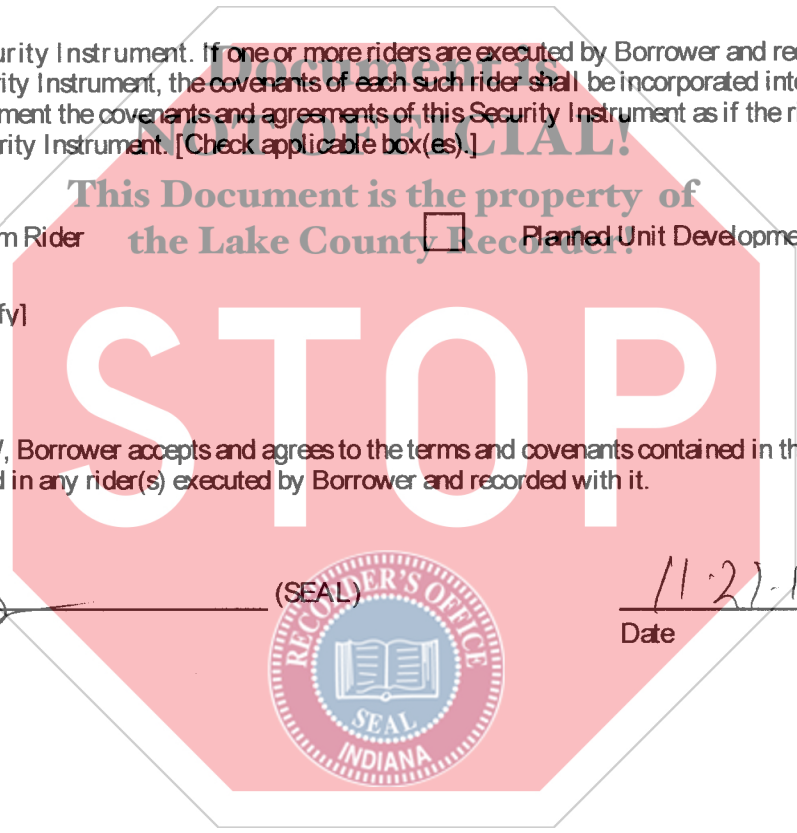 urity Instrument. If one or more riders are executed by Borrower and rec
Document is
rity Instrument, the covenants of each such rider shall be incorporated into
ment the covenants and agreements of this Security Instrument as if the ri
NOT OFFICIAL!
rity Instrument. [Check applicable box(es).]
This Document is the property of
m Rider
Planned Unit Developme
the Lake County Recorder!
fy]
STOP
, Borrower accepts and agrees to the terms and covenants contained in th
d in any rider(s) executed by Borrower and recorded with it.
(SEAL)
Date
RECORDER'S OFFICE
SEAL
INDIANA